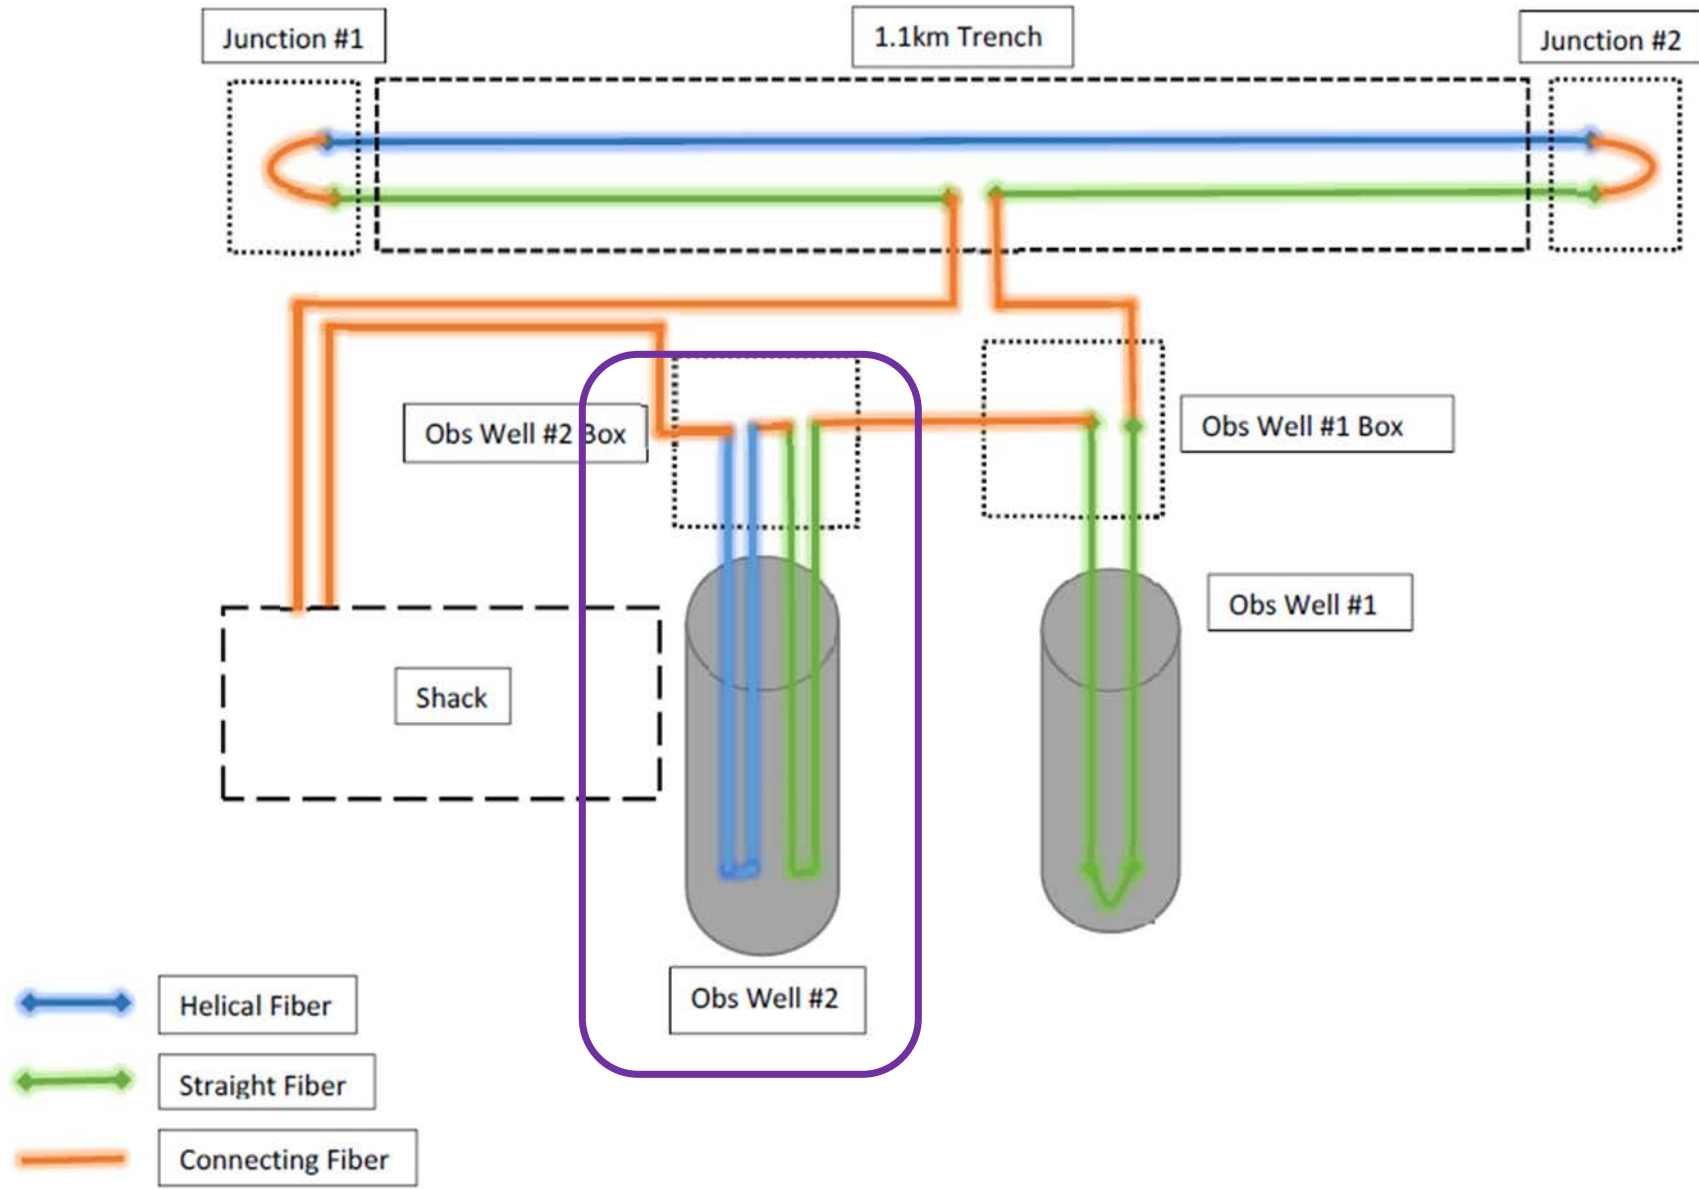 Junction #1
1.1km Trench
Junction #2
Obs Well #2 Box
Obs Well #1 Box
Obs Well #1
Shack
Obs Well #2
Helical Fiber
Straight Fiber
Connecting Fiber